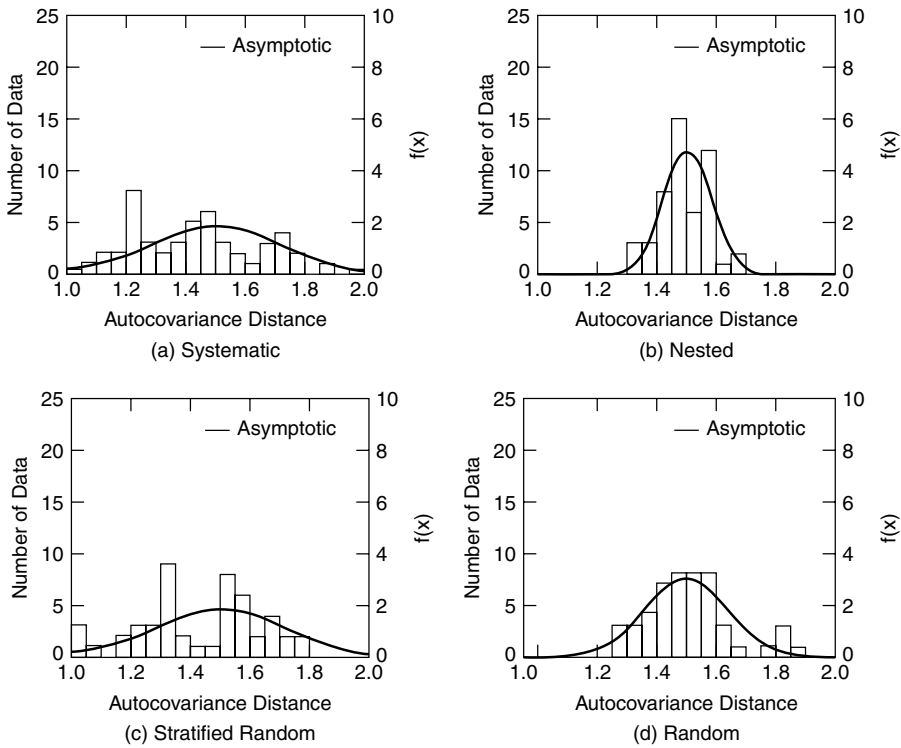 25
20
15
10
5
0
Number of Data
Asymptotic
10
8
6
4
2
0
f(x)
1.0 1.2 1.4 1.6 1.8 2.0
Autocovariance Distance
(a) Systematic
25
20
15
10
5
0
Number of Data
Asymptotic
10
8
6
4
2
0
f(x)
1.0 1.2 1.4 1.6 1.8 2.0
Autocovariance Distance
(b) Nested
25
20
15
10
5
0
Number of Data
Asymptotic
10
8
6
4
2
0
f(x)
1.0 1.2 1.4 1.6 1.8 2.0
Autocovariance Distance
(c) Stratified Random
25
20
15
10
5
0
Number of Data
Asymptotic
10
8
6
4
2
0
f(x)
1.0 1.2 1.4 1.6 1.8 2.0
Autocovariance Distance
(d) Random